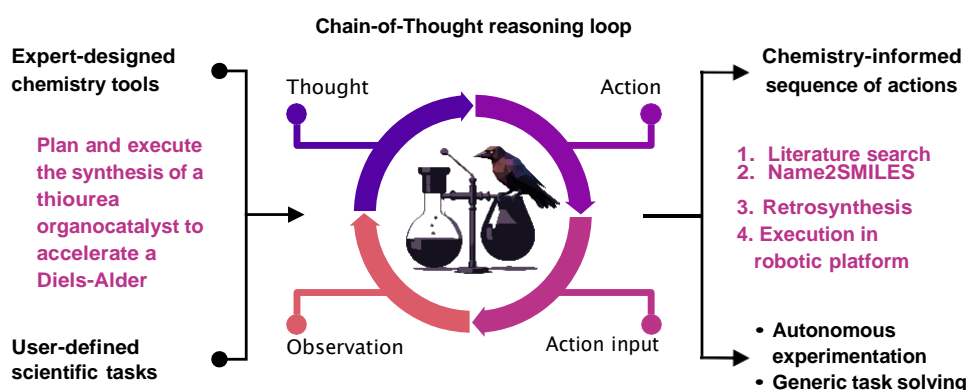 Chain-of-Thought reasoning loop
Expert-designed
chemistry tools
Plan and execute
the synthesis of a
thiourea
organocatalyst to
accelerate a
Diels-Alder
User-defined
scientific tasks
Thought
Action
Observation
Action input
Chemistry-informed
sequence of actions
1. Literature search
2. Name2SMILES
3. Retrosynthesis
4. Execution in
robotic platform
• Autonomous
experimentation
• Generic task solving